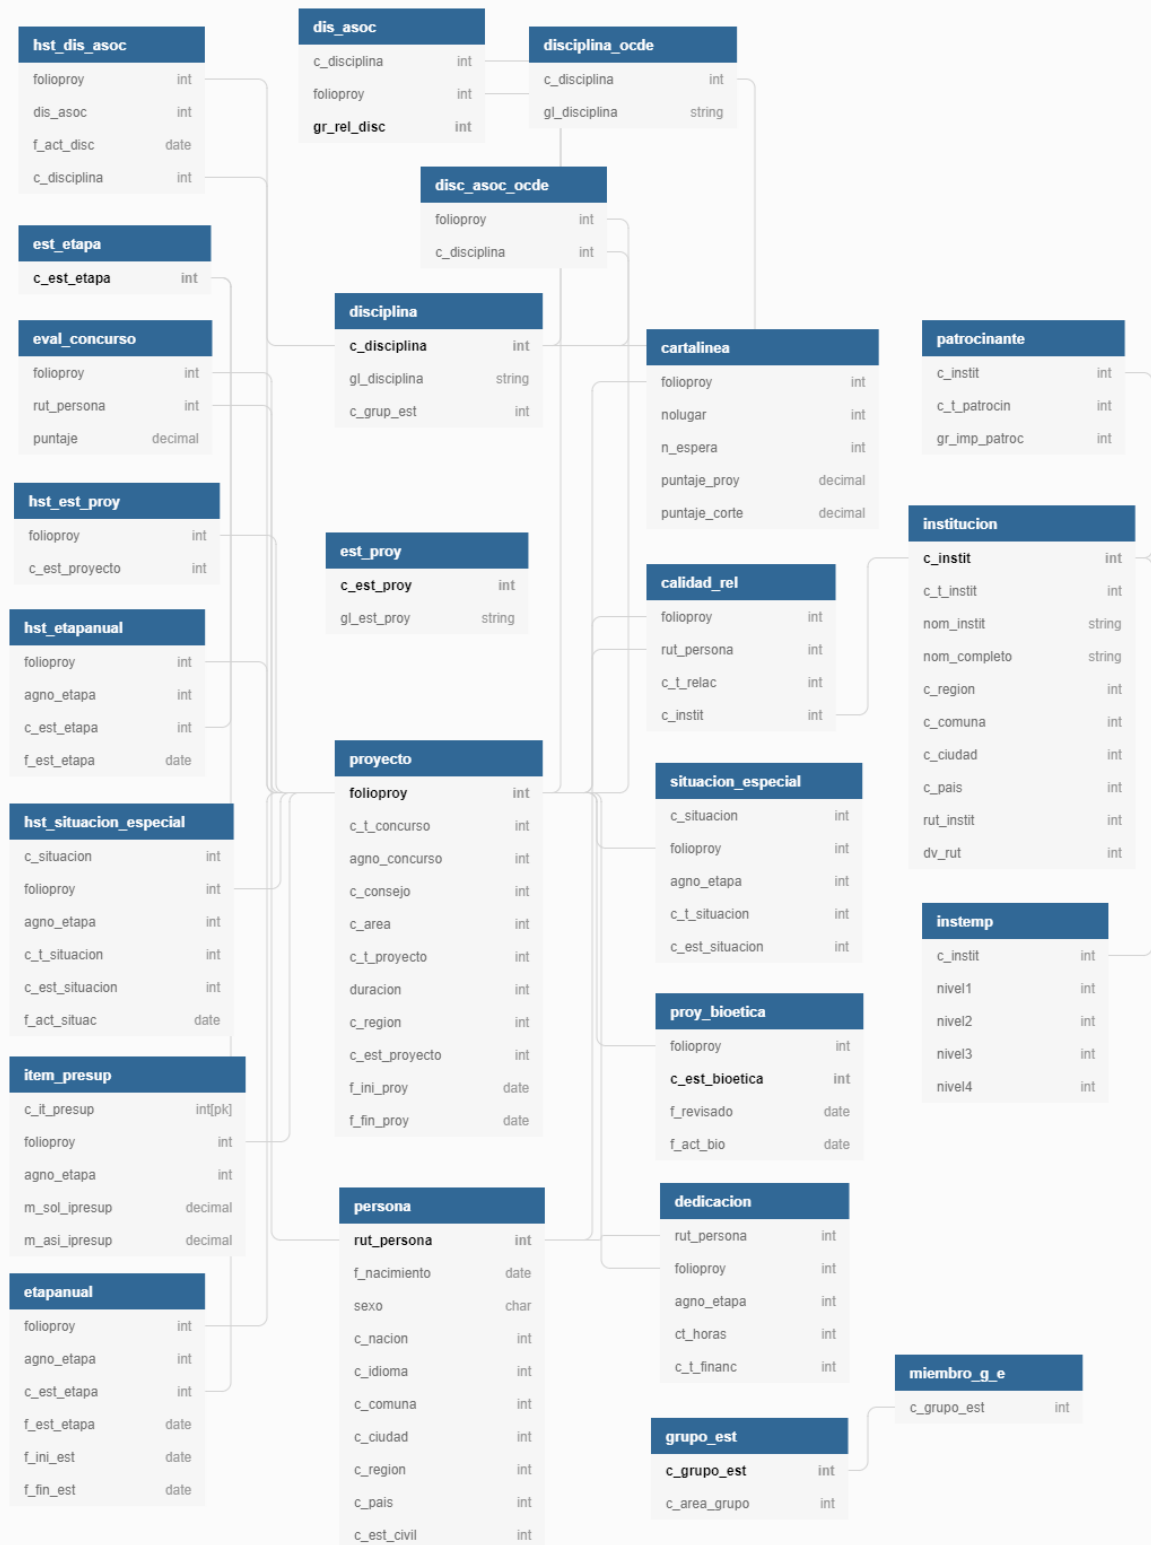 hst_dis_asoc
folioproy int
dis_asoc int
f_act_disc date
c_disciplina int
dis_asoc
c_disciplina int
folioproy int
gr_rel_disc int
disciplina_ocde
c_disciplina int
gl_disciplina string
disc_asoc_ocde
folioproy int
c_disciplina int
est_etapa
c_est_etapa int
eval_concurso
folioproy int
rut_persona int
puntaje decimal
disciplina
c_disciplina int
gl_disciplina string
c_grup_est int
cartalinea
folioproy int
nolugar int
n_espera int
puntaje_proy decimal
puntaje_corte decimal
patrocinante
c_instit int
c_t_patrocin int
gr_imp_patroc int
hst_est_proy
folioproy int
c_est_proyecto int
est_proy
c_est_proy int
gl_est_proy string
calidad_rel
folioproy int
rut_persona int
c_t_relac int
c_instit int
institucion
c_instit int
c_t_instit int
nom_instit string
nom_completo string
c_region int
c_comuna int
c_ciudad int
c_pais int
rut_instit int
dv_rut int
hst_etapanual
folioproy int
agno_etapa int
c_est_etapa int
f_est_etapa date
proyecto
folioproy int
c_t_concurso int
agno_concurso int
c_consejo int
c_area int
c_t_proyecto int
duracion int
c_region int
c_est_proyecto int
f_ini_proy date
f_fin_proy date
situacion_especial
c_situacion int
folioproy int
agno_etapa int
c_t_situacion int
c_est_situacion int
hst_situacion_especial
c_situacion int
folioproy int
agno_etapa int
c_t_situacion int
c_est_situacion int
f_act_situac date
instemp
c_instit int
nivel1 int
nivel2 int
nivel3 int
nivel4 int
proy_bioetica
folioproy int
c_est_bioetica int
f_revisado date
f_act_bio date
item_presup
c_it_presup int[pk]
folioproy int
agno_etapa int
m_sol_ipresup decimal
m_asi_ipresup decimal
persona
rut_persona int
f_nacimiento date
sexo char
c_nacion int
c_idioma int
c_comuna int
c_ciudad int
c_region int
c_pais int
c_est_civil int
dedicacion
rut_persona int
folioproy int
agno_etapa int
ct_horas int
c_t_financ int
etapanual
folioproy int
agno_etapa int
c_est_etapa int
f_est_etapa date
f_ini_est date
f_fin_est date
miembro_g_e
c_grupo_est int
grupo_est
c_grupo_est int
c_area_grupo int